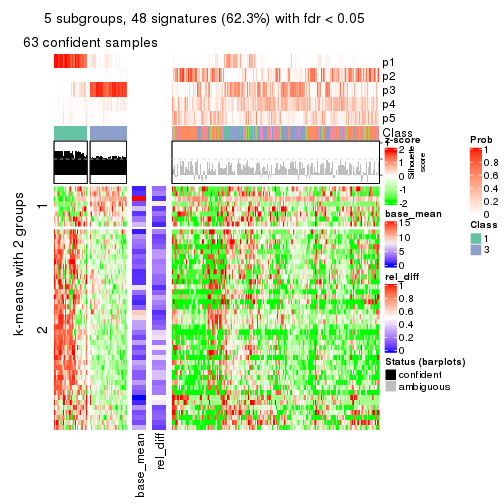 5 subgroups, 48 signatures (62.3%) with fdr < 0.05
63 confident samples
p1
p2
p3
p4
p5
Class
z-score
2
1
0
-1
-2
Silhouette
score
Prob
1
0.8
0.6
0.4
0.2
0
Class
1
3
base_mean
15
10
5
0
rel_diff
1
0.8
0.6
0.4
0.2
0
Status (barplots)
confident
ambiguous
k-means with 2 groups
1
2
base_mean
rel_diff